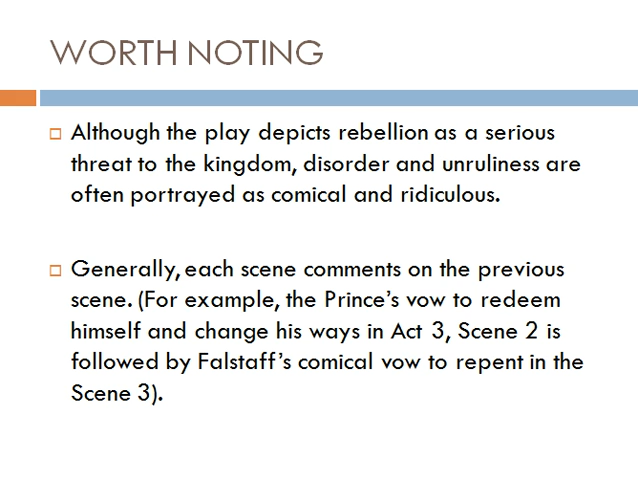 WORTH NOTING
Although the play depicts rebellion as a serious
threat to the kingdom, disorder and unruliness are
often portrayed as comical and ridiculous.
Generally, each scene comments on the previous
scene. (For example, the Prince's vow to redeem
himself and change his ways in Act 3, Scene 2 is
followed by Falstaff's comical vow to repent in the
Scene 3).